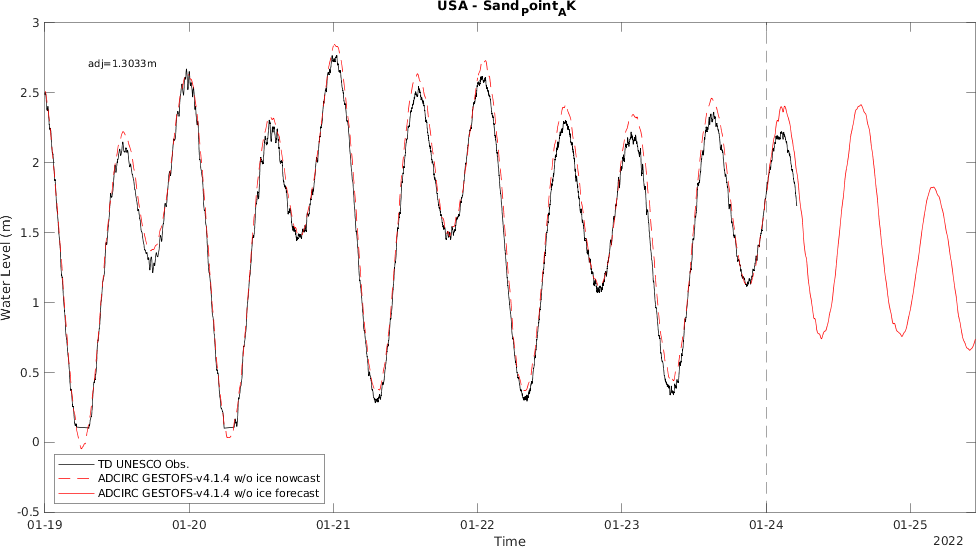 USA - Sand_Point_AK
adj=1.3033m
3
2.5
2
1.5
1
0.5
0
-0.5
Water Level (m)
TD UNESCO Obs.
ADCIRC GESTOFS-v4.1.4 w/o ice nowcast
ADCIRC GESTOFS-v4.1.4 w/o ice forecast
01-19 01-20 01-21 01-22 01-23 01-24 01-25
Time
2022